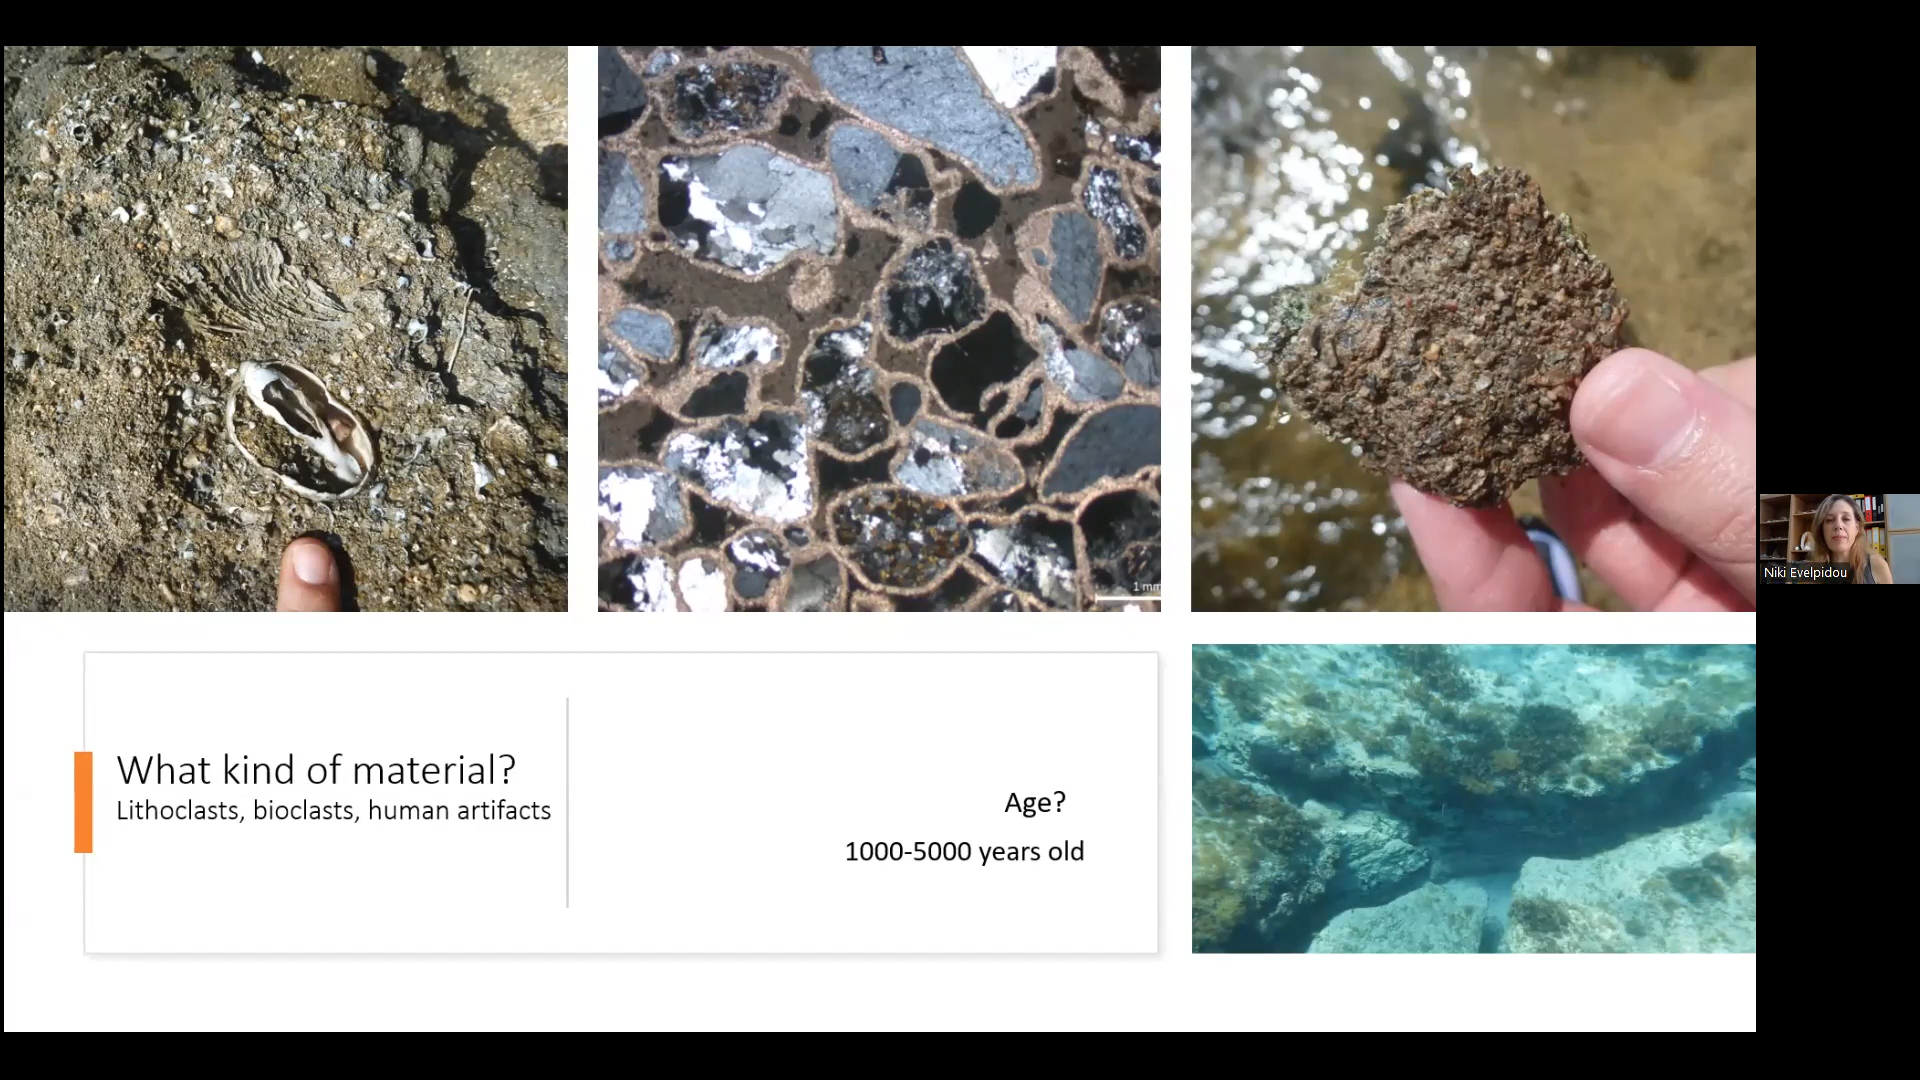 1 mm
Niki Evelpidou
What kind of material?
Lithoclasts, bioclasts, human artifacts
Age?
1000-5000 years old